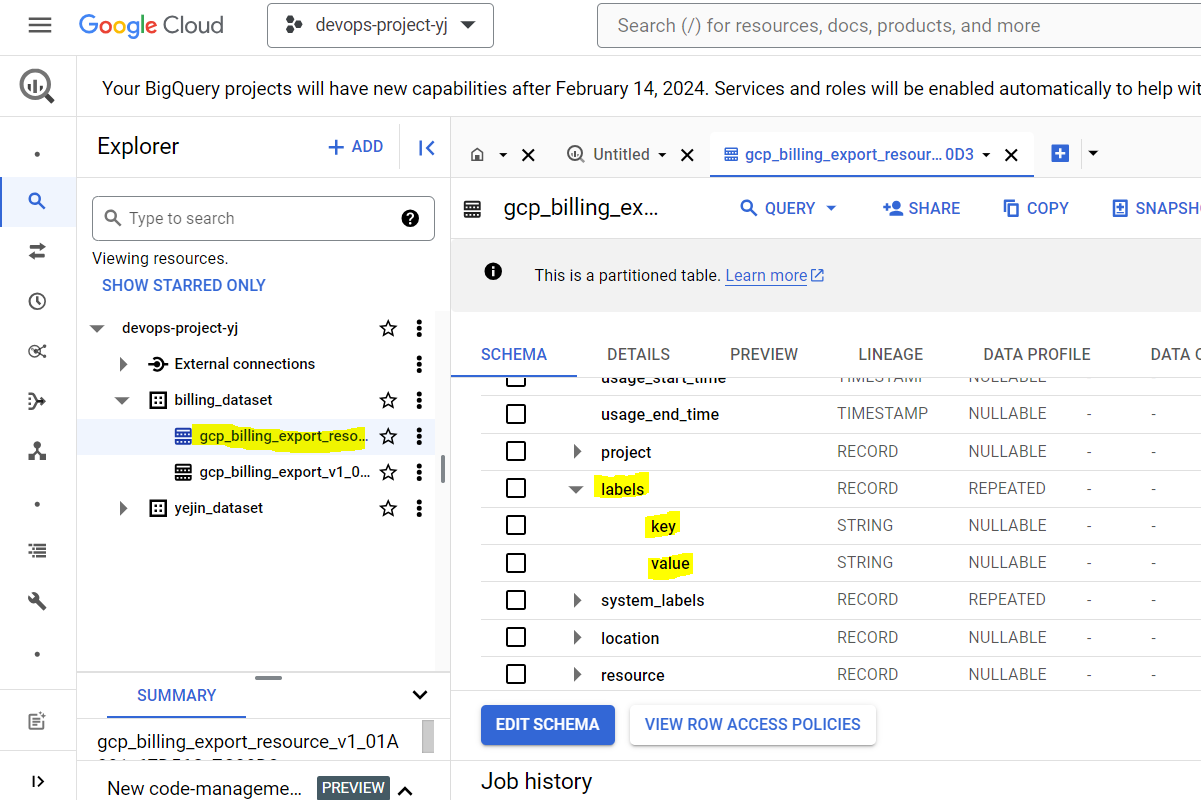 Google Cloud
devops-project-yj
Search (/) for resources, docs, products, and more
Your BigQuery projects will have new capabilities after February 14, 2024. Services and roles will be enabled automatically to help wit
Explorer
+ ADD
Type to search
Viewing resources.
SHOW STARRED ONLY
devops-project-yj
External connections
billing_dataset
gcp_billing_export_reso...
gcp_billing_export_v1_0...
yejin_dataset
SUMMARY
gcp_billing_export_resource_v1_01A
New code-manageme... PREVIEW
Untitled
gcp_billing_export_resour... 0D3
gcp_billing_ex...
QUERY
SHARE
COPY
SNAPSHO
This is a partitioned table. Learn more
SCHEMA DETAILS PREVIEW LINEAGE DATA PROFILE DATA
usage_start_time TIMESTAMP NULLABLE
usage_end_time TIMESTAMP NULLABLE - -
project RECORD NULLABLE - -
labels RECORD REPEATED - -
key STRING NULLABLE - -
value STRING NULLABLE - -
system_labels RECORD REPEATED - -
location RECORD NULLABLE - -
resource RECORD NULLABLE - -
EDIT SCHEMA
VIEW ROW ACCESS POLICIES
Job history